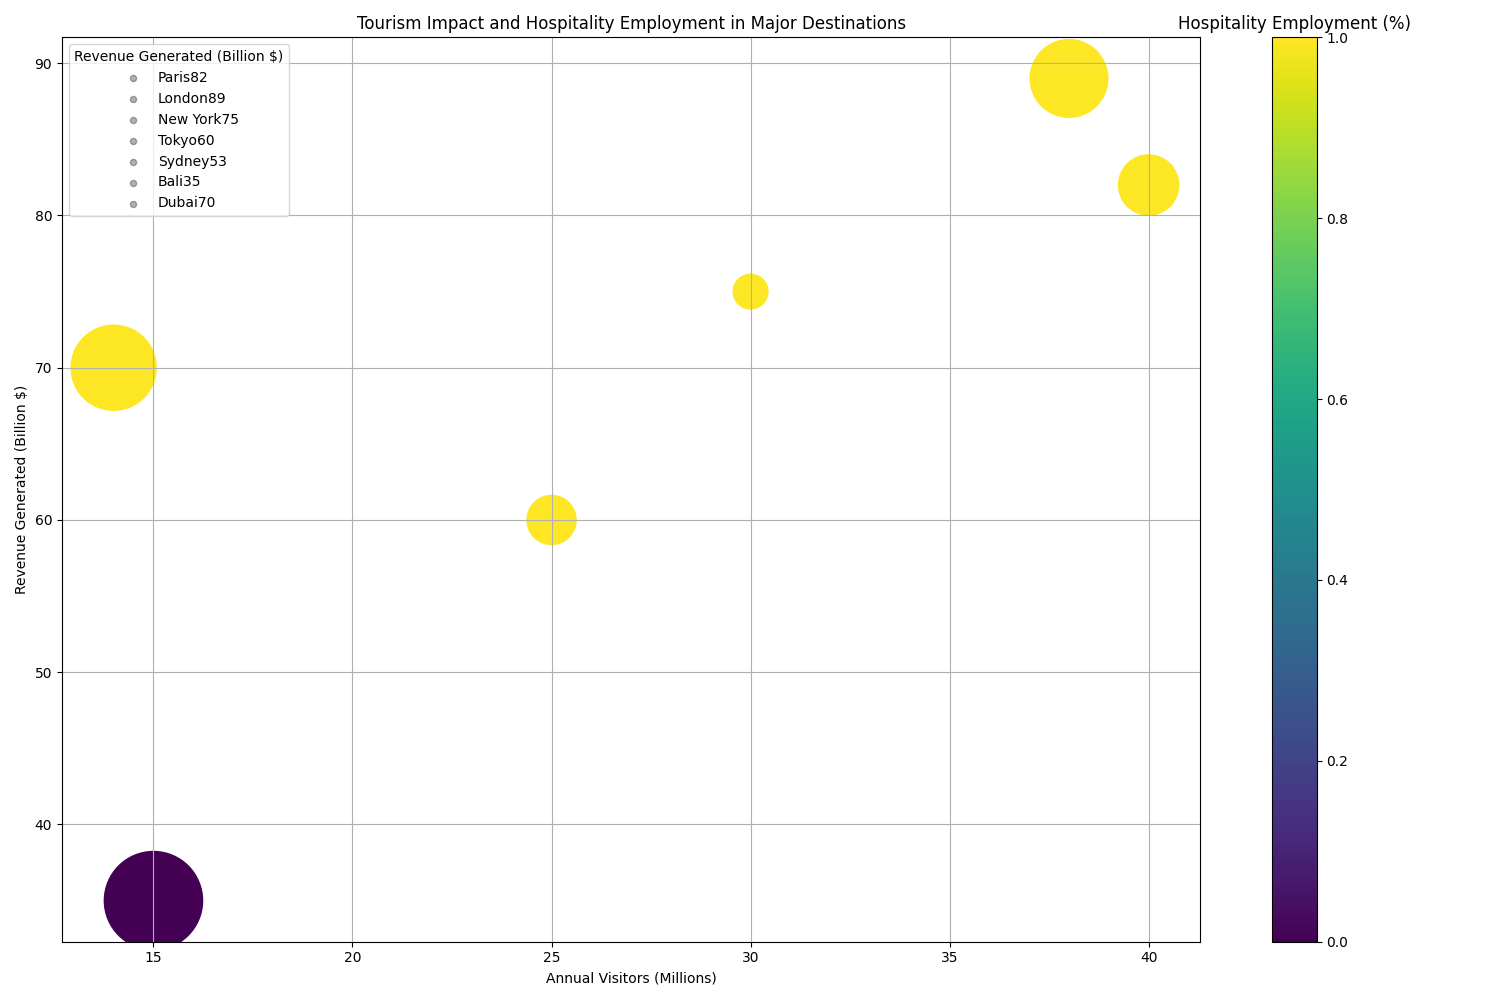 Tourism Impact and Hospitality Employment in Major Destinations
Hospitality Employment (%)
Revenue Generated (Billion $)
Paris82
London89
New York75
Tokyo60
Sydney53
Bali35
Dubai70
90
80
70
60
50
40
Revenue Generated (Billion $)
15 20 25 30 35 40
Annual Visitors (Millions)
1.0
0.8
0.6
0.4
0.2
0.0